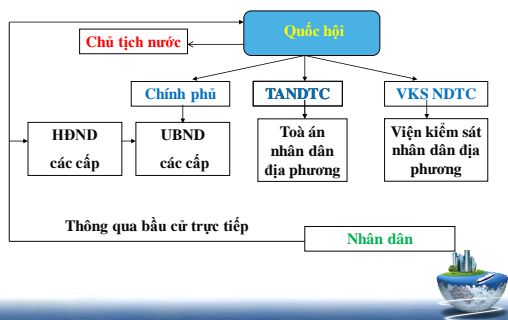 Quốc hội
Chủ tịch nước
Chính phủ
TANDTC
VKS NDTC
HĐND
các cấp
UBND
các cấp
Toà án
nhân dân
địa phương
Viện kiểm sát
nhân dân địa
phương
Thông qua bầu cử trực tiếp
Nhân dân